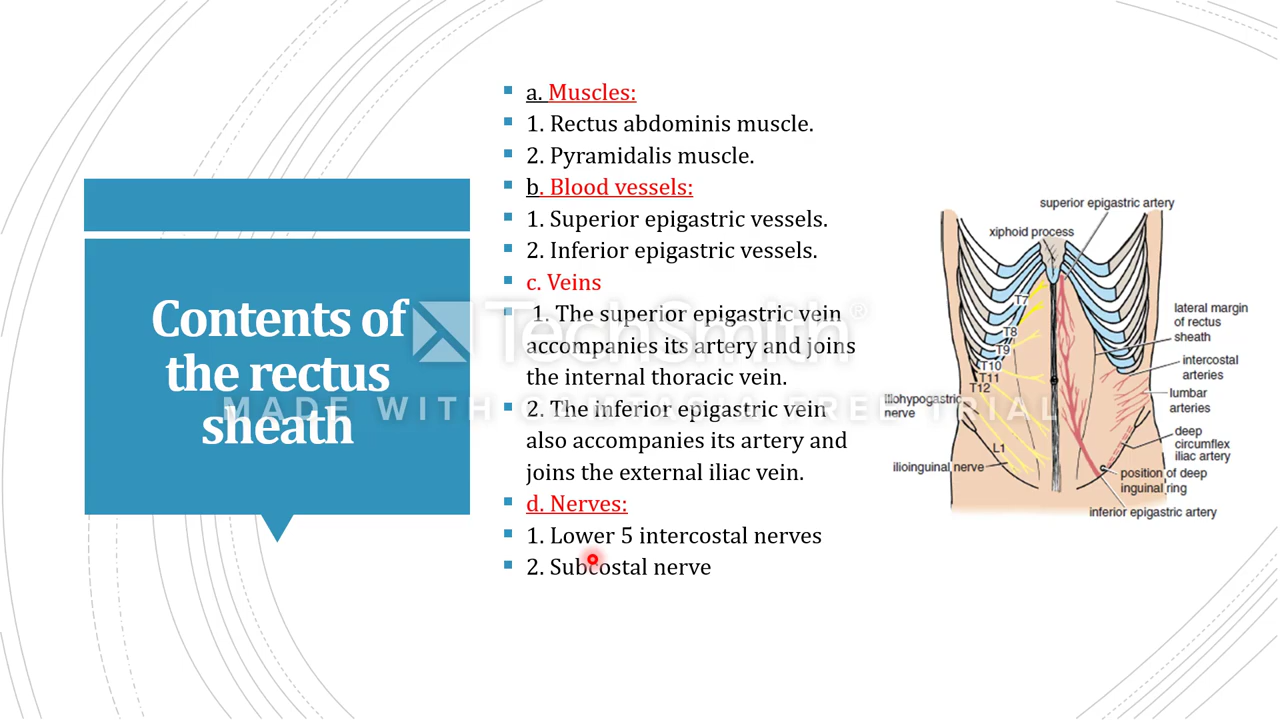 Contents of
the rectus
sheath
a. Muscles:
1. Rectus abdominis muscle.
2. Pyramidalis muscle.
b. Blood vessels:
1. Superior epigastric vessels.
2. Inferior epigastric vessels.
c. Veins
1. The superior epigastric vein
accompanies its artery and joins
the internal thoracic vein.
2. The inferior epigastric vein
also accompanies its artery and
joins the external iliac vein.
d. Nerves:
1. Lower 5 intercostal nerves
2. Subcostal nerve
superior epigastric artery
xiphoid process
T7
T8
T9
T10
T11
T12
iliohypogastric
nerve
L1
ilioinguinal nerve
lateral margin
of rectus
sheath
intercostal
arteries
lumbar
arteries
deep
circumflex
iliac artery
position of deep
inguinal ring
inferior epigastric artery
TechSmith®
MADE WITH CAMTASIA FREE TRIAL